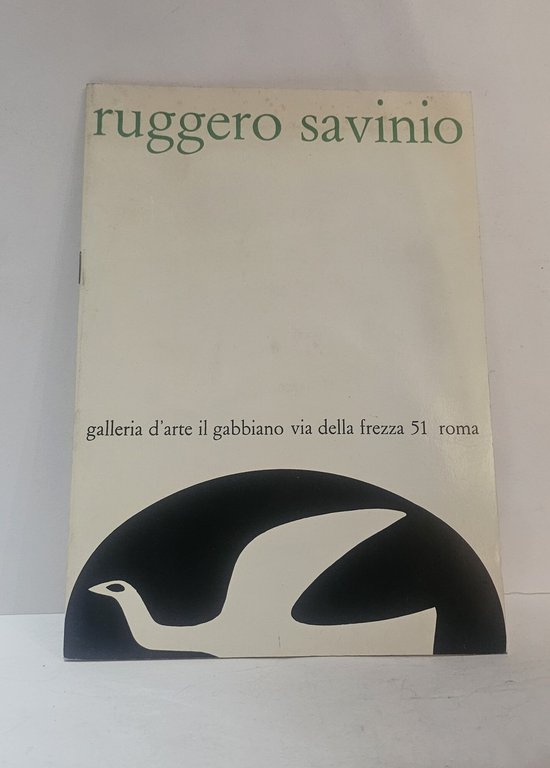 ruggero savinio
galleria d'arte il gabbiano via della frezza 51 roma